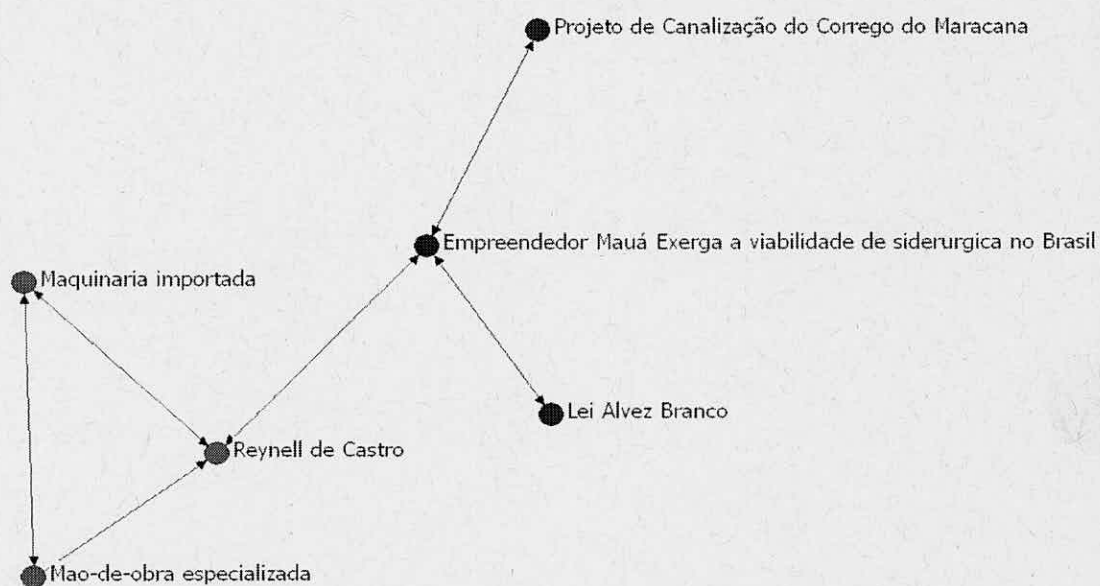 Projeto de Canalização do Corrego do Maracana
Empreendedor Mauá Exerga a viabilidade de siderurgica no Brasil
Maquinaria importada
Lei Alvez Branco
Reynell de Castro
Mao-de-obra especializada